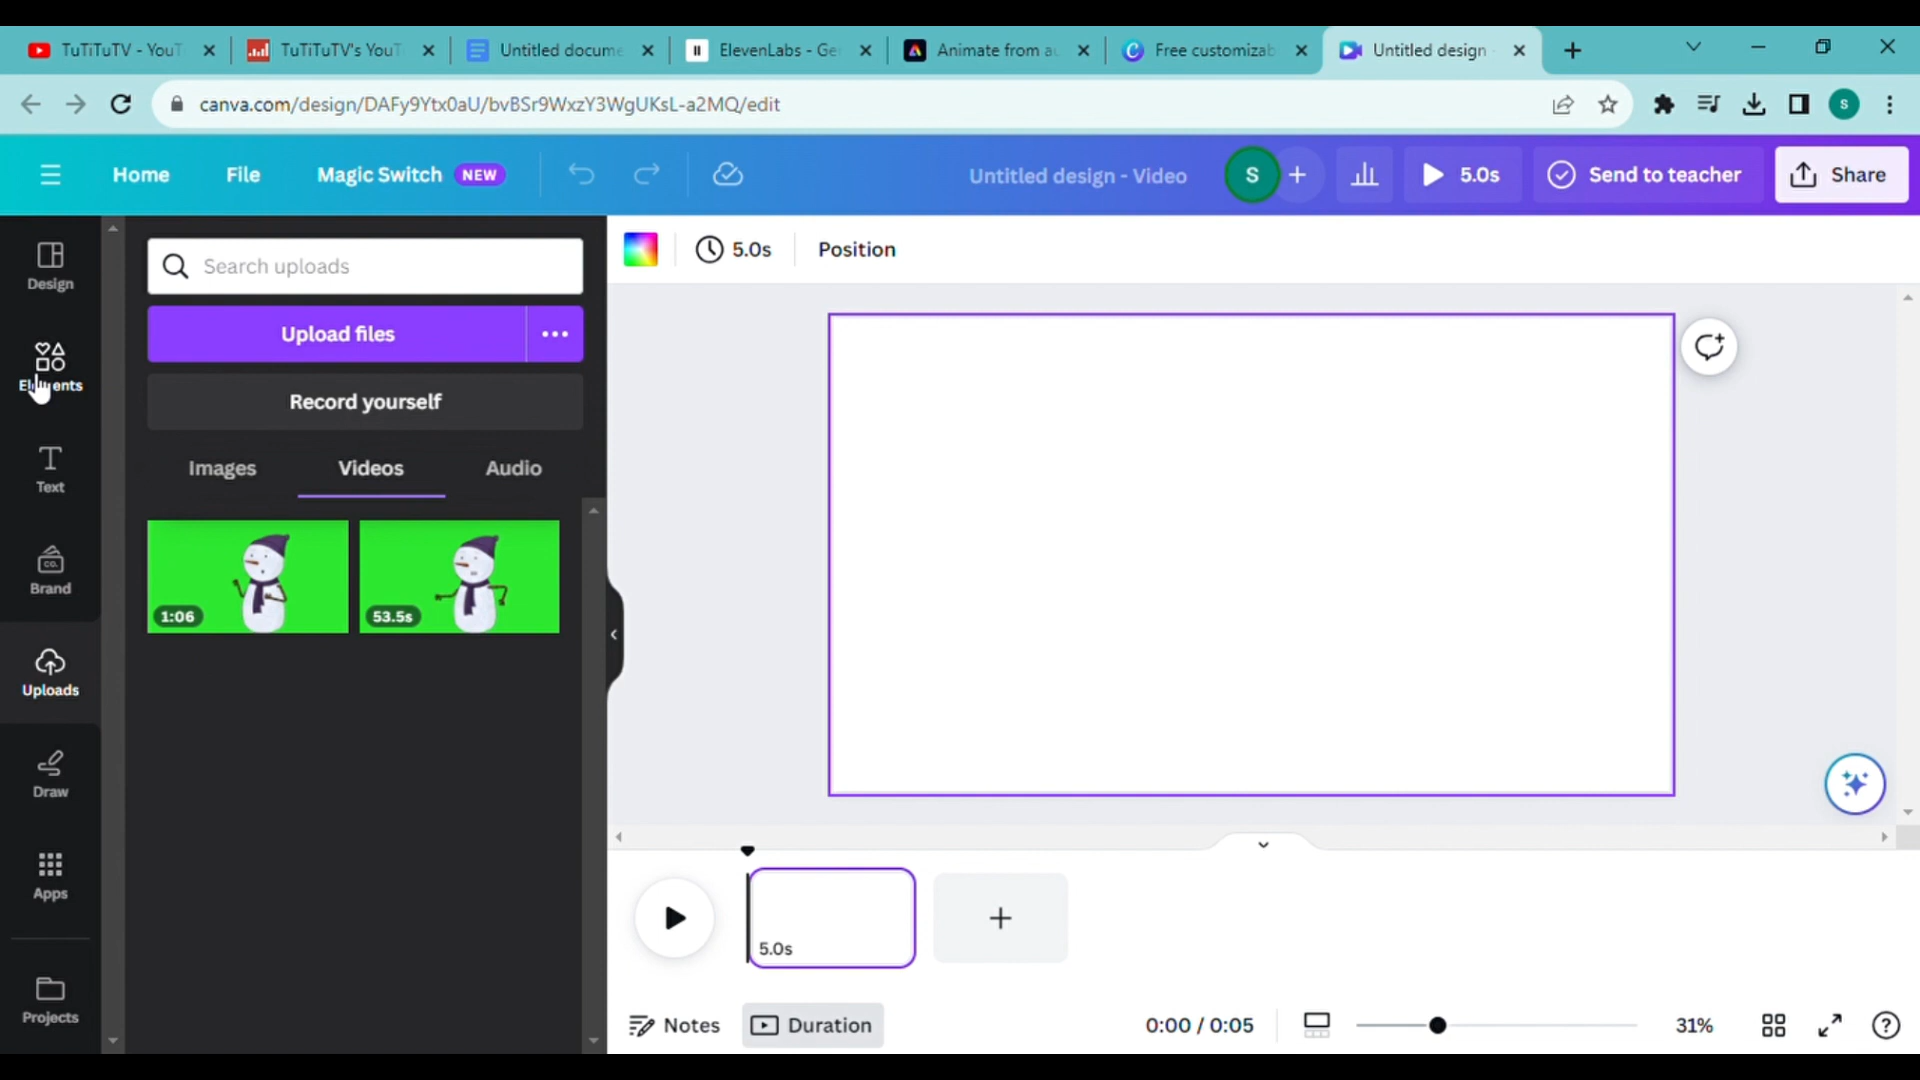 TuTiTuTV - YouT
TuTiTuTV's YouT
Untitled docume
ElevenLabs - Ge
Animate from au
Free customizab
Untitled design
canva.com/design/DAFy9Ytx0aU/bvBSr9WxzY3WgUKsL-a2MQ/edit
S
Home
File
Magic Switch NEW
Untitled design - Video
S
5.0s
Send to teacher
Share
Design
Elements
Text
CO.
Brand
Uploads
Draw
Apps
Projects
Search uploads
Upload files
Record yourself
Images
Videos
Audio
1:06
53.5s
5.0s
Position
5.0s
Notes
Duration
0:00 / 0:05
31%